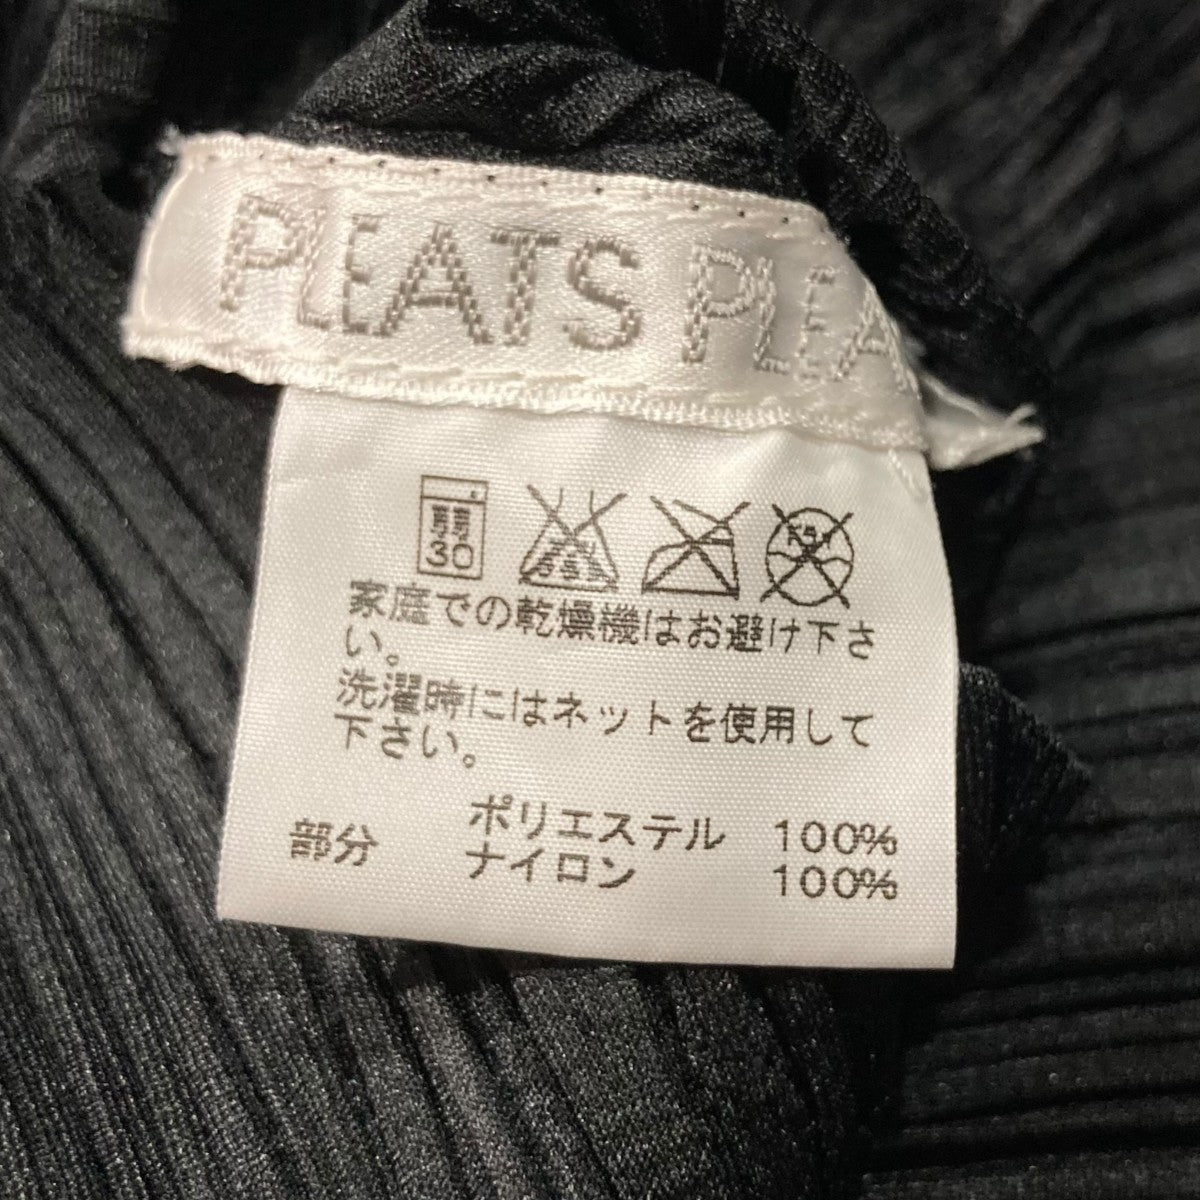 PLEATS PLEA
弱 30
家庭での乾燥機はお避け下さ
い。
洗濯時にはネットを使用して
下さい。
ポリエステル 100%
部分 ナイロン 100%